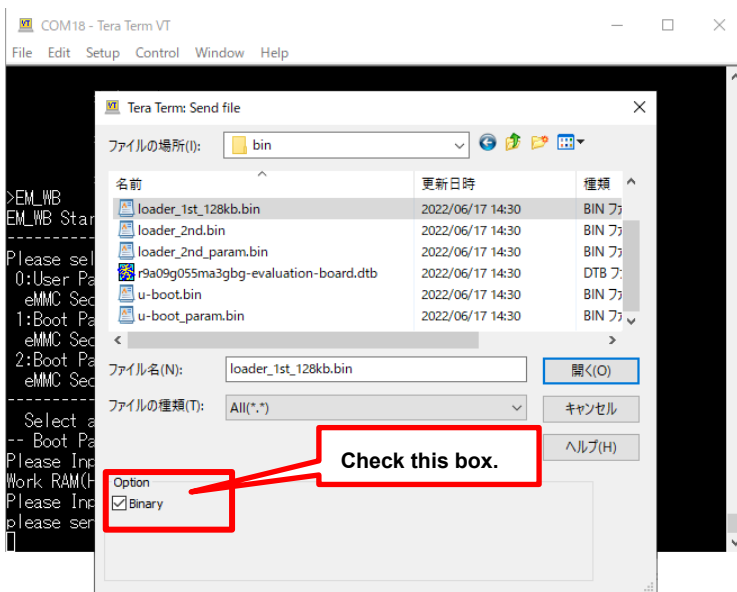 COM18 - Tera Term VT
File Edit Setup Control Window Help
Tera Term: Send file
ファイルの場所(I): bin
名前 更新日時 種類
loader_1st_128kb.bin 2022/06/17 14:30 BIN ファ
loader_2nd.bin 2022/06/17 14:30 BIN ファ
loader_2nd_param.bin 2022/06/17 14:30 BIN ファ
r9a09g055ma3gbg-evaluation-board.dtb 2022/06/17 14:30 DTB フ
u-boot.bin 2022/06/17 14:30 BIN ファ
u-boot_param.bin 2022/06/17 14:30 BIN ファ
ファイル名(N): loader_1st_128kb.bin 開く(O)
ファイルの種類(T): All(*.*) キャンセル
ヘルプ(H)
Check this box.
Option
Binary
>EM_WB
EM_WB Star
--------
Please sel
0:User Pa
eMMC Sec
1:Boot Pa
eMMC Sec
2:Boot Pa
eMMC Sec
--------
Select a
-- Boot Pa
Please Inp
Work RAM(H
Please Inp
please sen